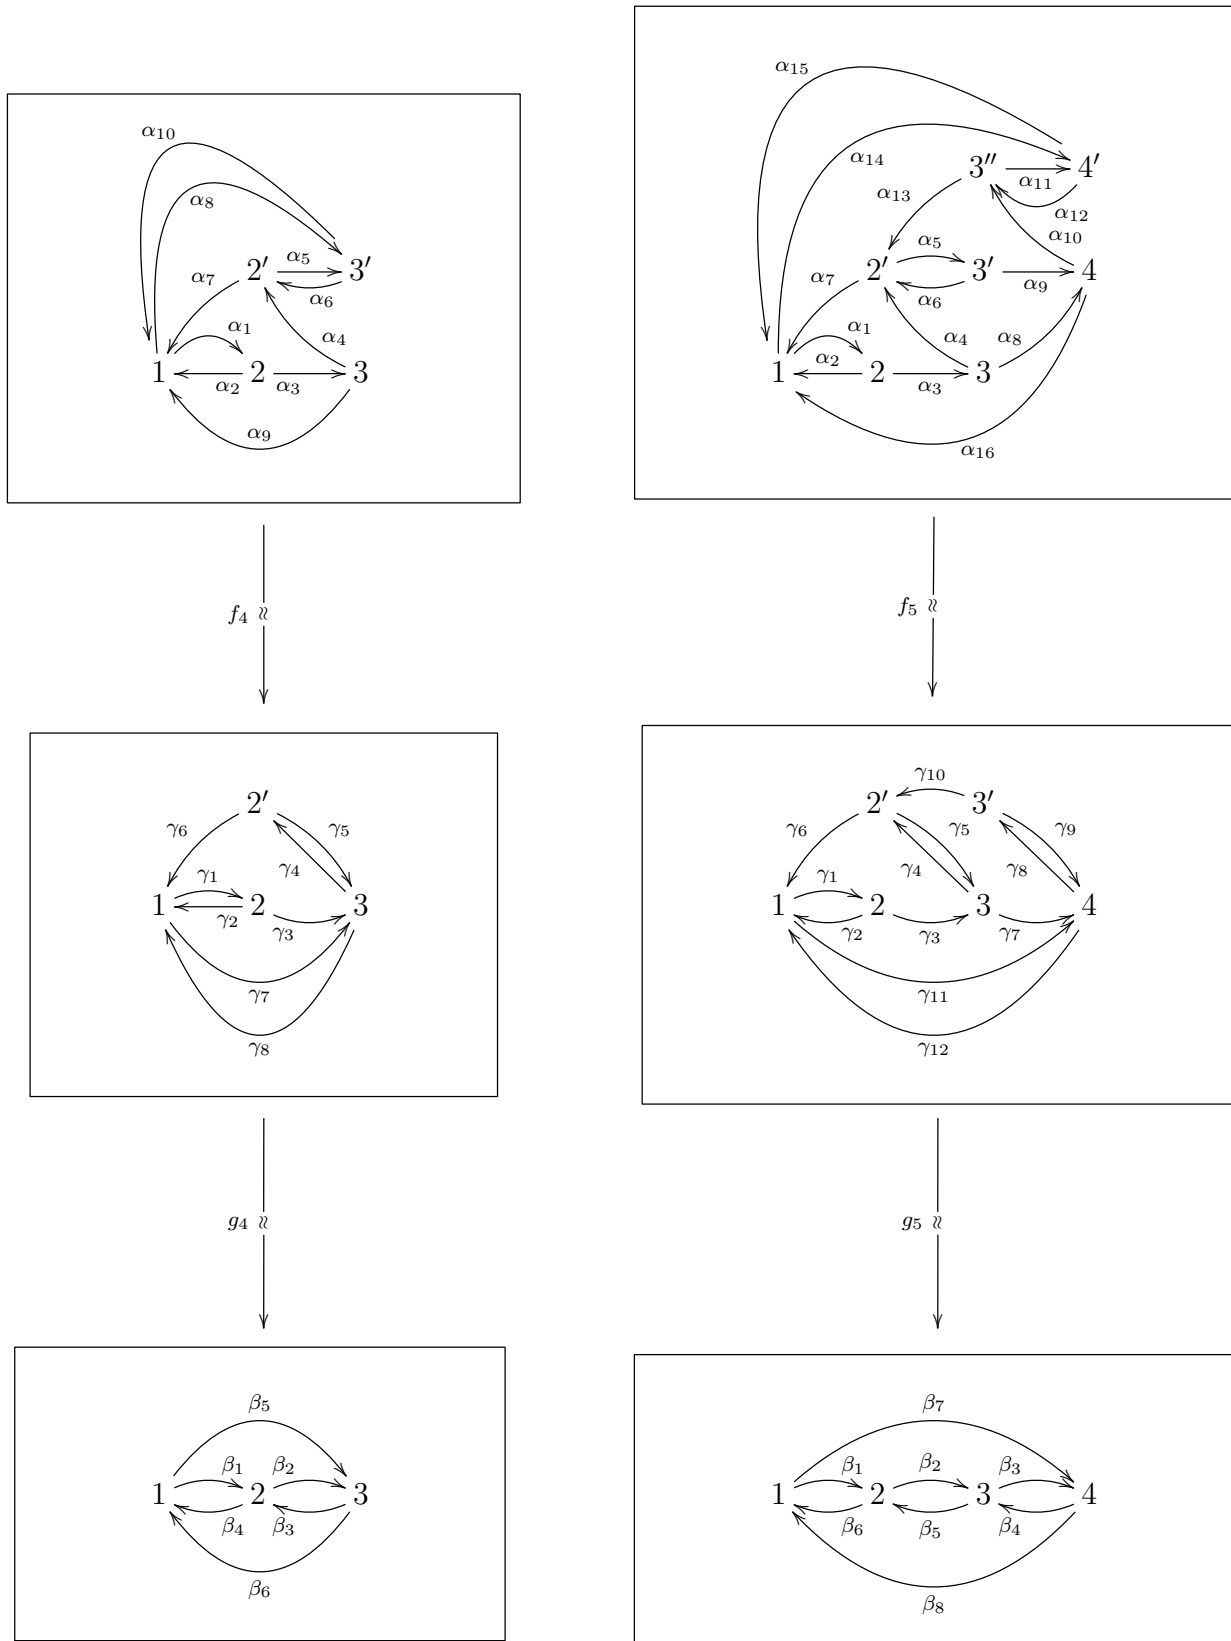 α₁₀
α₈
α₇ 2′ α₅ 3′
α₆
α₁ α₄
1 α₂ 2 α₃ 3
α₉
α₁₅
α₁₄ 3″ α₁₁ 4′
α₁₃ α₁₂
α₁₀
α₅
α₇ 2′ 3′ α₉ 4
α₆
α₁ α₄ α₈
1 α₂ 2 α₃ 3
α₁₆
f₄ ≈
f₅ ≈
2′
γ₆ γ₅
γ₁ γ₄
1 γ₂ 2 γ₃ 3
γ₇
γ₈
γ₁₀
2′ 3′
γ₆ γ₅ γ₉
γ₁ γ₄ γ₈
1 2 3 4
γ₂ γ₃ γ₇
γ₁₁
γ₁₂
g₄ ≈
g₅ ≈
β₅
β₁ β₂
1 2 3
β₄ β₃
β₆
β₇
β₁ β₂ β₃
1 2 3 4
β₆ β₅ β₄
β₈